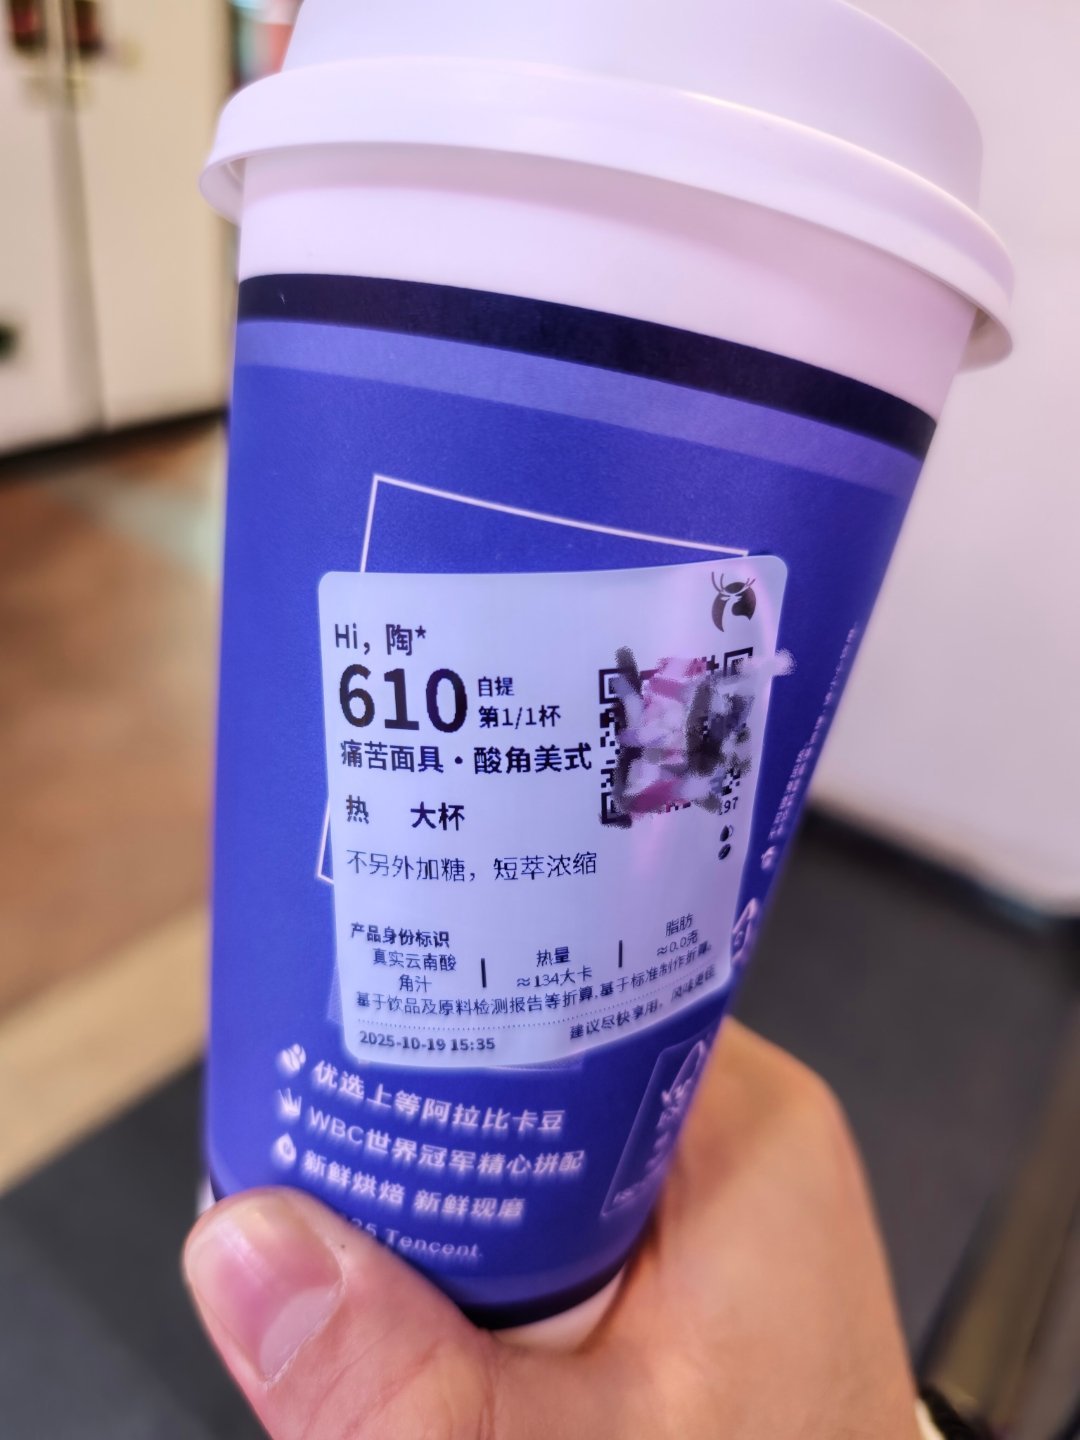 Hi，陶*
610
自提
第1/1杯
痛苦面具·酸角美式
热 大杯
197
不另外加糖，短萃浓缩
产品身份标识
真实云南酸
角汁
热量
≈134大卡
脂肪
≈0.0克
基于饮品及原料检测报告等折算,基于标准制作折算。
2025-10-19 15:35
建议尽快享用，风味更佳
优选上等阿拉比卡豆
WBC世界冠军精心拼配
新鲜烘焙 新鲜现磨
Tencent.